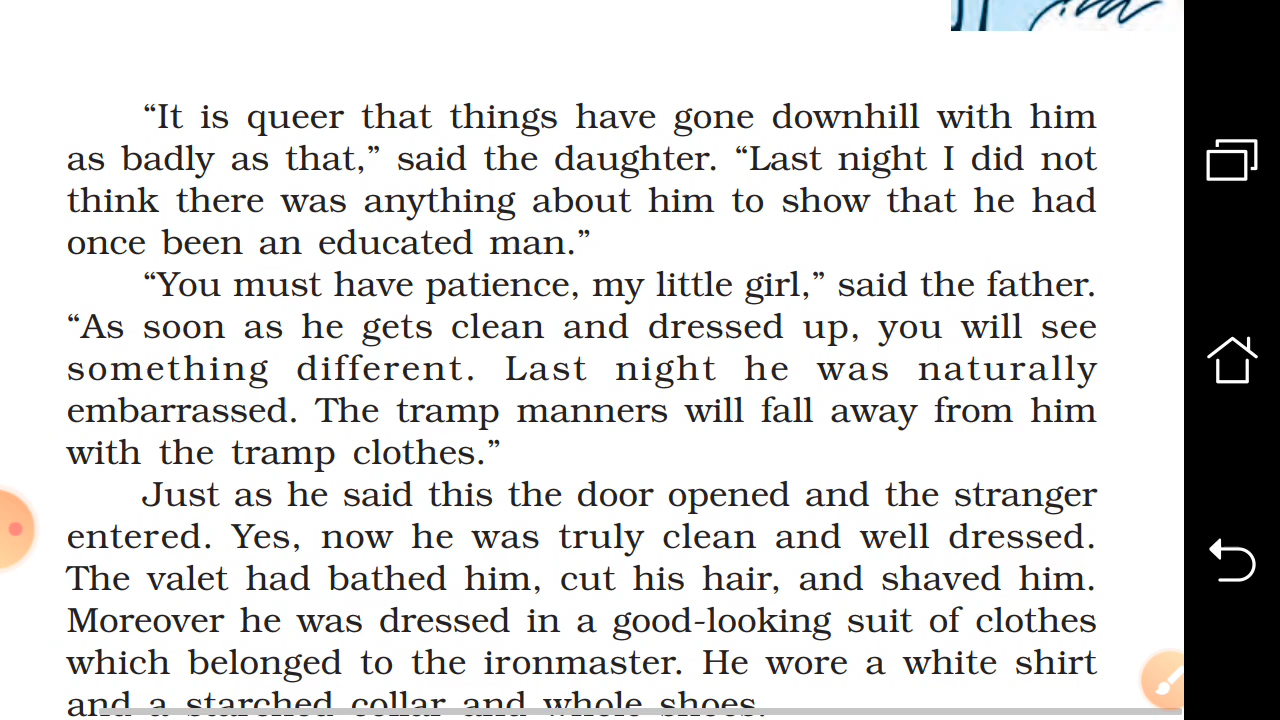 “It is queer that things have gone downhill with him
as badly as that,” said the daughter. “Last night I did not
think there was anything about him to show that he had
once been an educated man.”
“You must have patience, my little girl,” said the father.
“As soon as he gets clean and dressed up, you will see
something different. Last night he was naturally
embarrassed. The tramp manners will fall away from him
with the tramp clothes.”
Just as he said this the door opened and the stranger
entered. Yes, now he was truly clean and well dressed.
The valet had bathed him, cut his hair, and shaved him.
Moreover he was dressed in a good-looking suit of clothes
which belonged to the ironmaster. He wore a white shirt
and a starched collar and whole shoes.